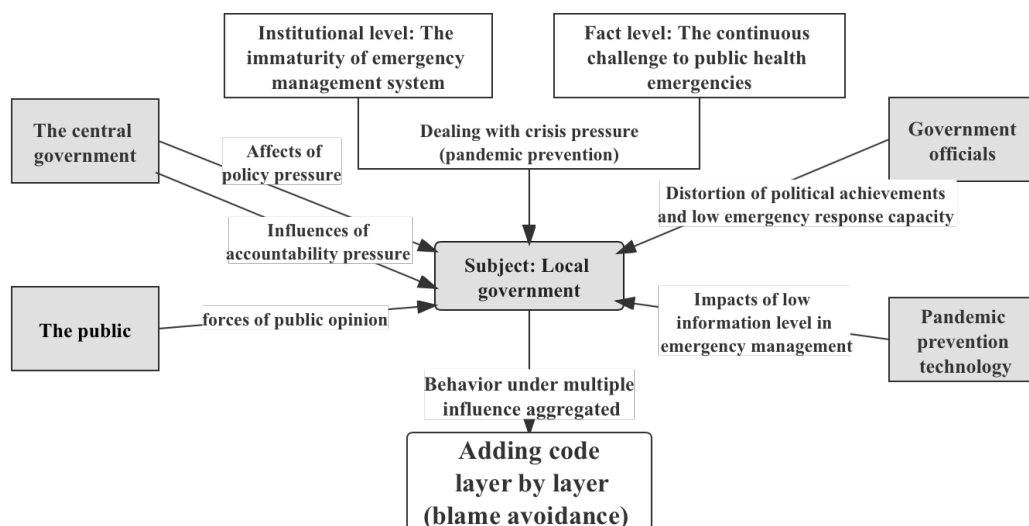 Institutional level: The
immaturity of emergency
management system
Fact level: The continuous
challenge to public health
emergencies
The central
government
Government
officials
Dealing with crisis pressure
(pandemic prevention)
Affects of
policy pressure
Distortion of political achievements
and low emergency response capacity
Influences of
accountability pressure
Subject: Local
government
The public
forces of public opinion
Impacts of low
information level in
emergency management
Pandemic
prevention
technology
Behavior under multiple
influence aggregated
Adding code
layer by layer
(blame avoidance)